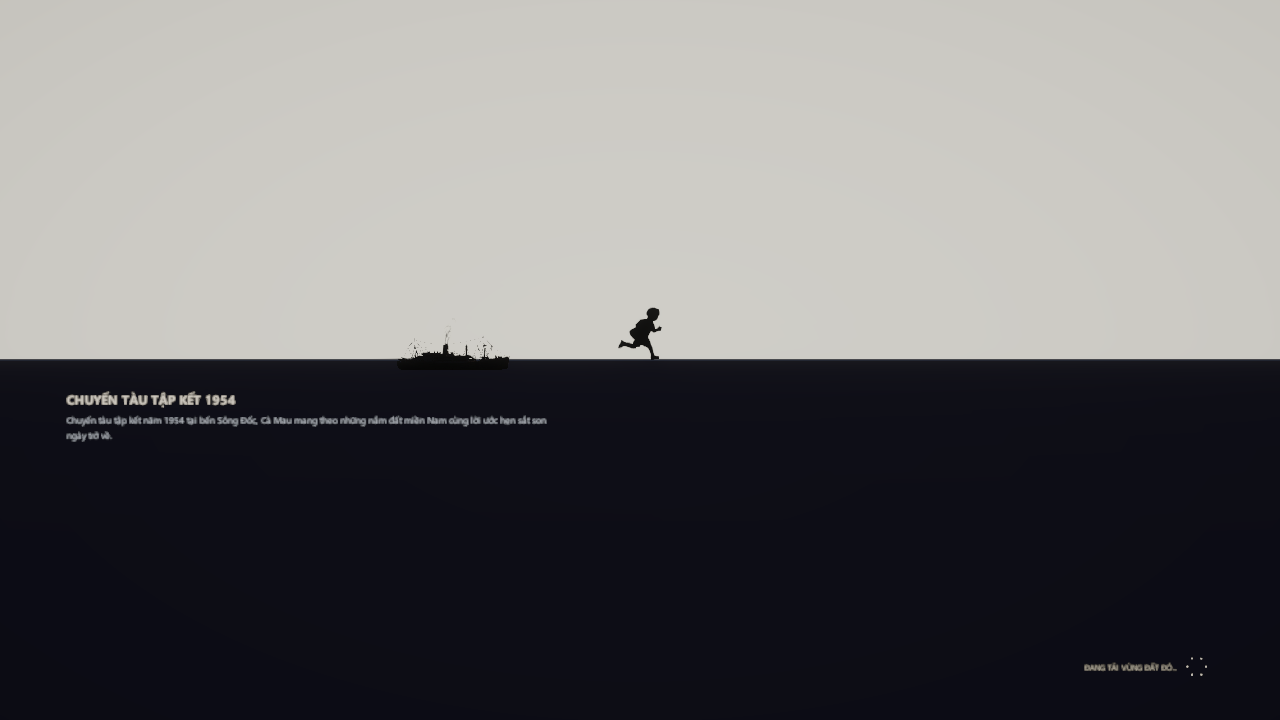 CHUYẾN TÀU TẬP KẾT 1954
Chuyến tàu tập kết năm 1954 tại bến Sông Đốc, Cà Mau mang theo những nắm đất miền Nam cùng lời ước hẹn sắt son
ngày trở về.
ĐANG TẢI VÙNG ĐẤT ĐỎ...